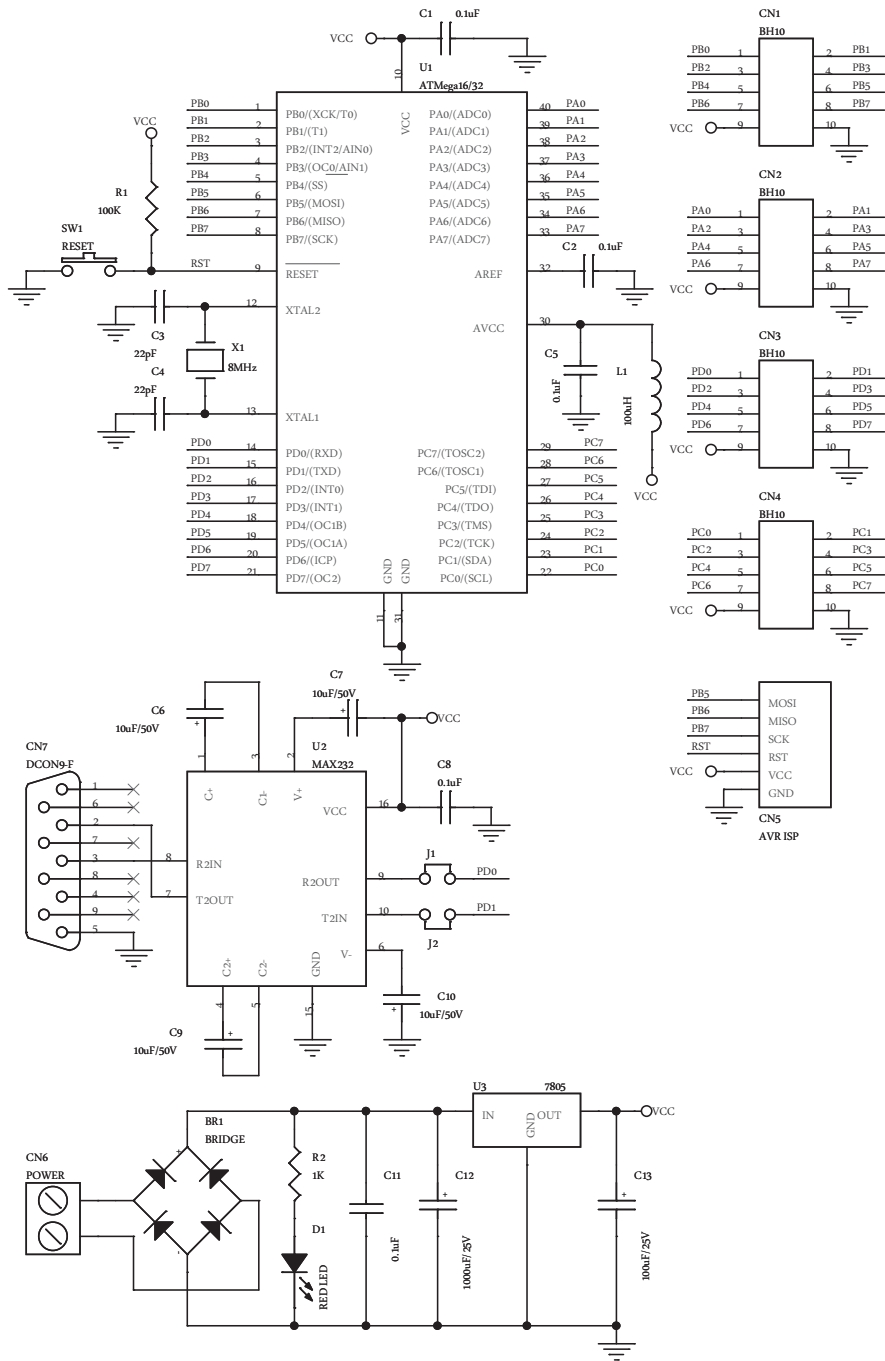 C1
0.1uF
VCC
10
U1
ATMega16/32
PB0 1 PB0/(XCK/T0) VCC PA0/(ADC0) 40 PA0
PB1 2 PB1/(T1) PA1/(ADC1) 39 PA1
PB2 3 PB2/(INT2/AIN0) PA2/(ADC2) 38 PA2
PB3 4 PB3/(OC0/AIN1) PA3/(ADC3) 37 PA3
PB4 5 PB4/(SS) PA4/(ADC4) 36 PA4
PB5 6 PB5/(MOSI) PA5/(ADC5) 35 PA5
PB6 7 PB6/(MISO) PA6/(ADC6) 34 PA6
PB7 8 PB7/(SCK) PA7/(ADC7) 33 PA7
VCC
R1
100K
SW1
RESET
RST 9 RESET AREF 32
C2 0.1uF
12 XTAL2
AVCC 30
C3
22pF
C4
22pF
X1
8MHz
C5
0.1uF
L1
100uH
VCC
13 XTAL1
PD0 14 PD0/(RXD) PC7/(TOSC2) 29 PC7
PD1 15 PD1/(TXD) PC6/(TOSC1) 28 PC6
PD2 16 PD2/(INT0) PC5/(TDI) 27 PC5
PD3 17 PD3/(INT1) PC4/(TDO) 26 PC4
PD4 18 PD4/(OC1B) PC3/(TMS) 25 PC3
PD5 19 PD5/(OC1A) PC2/(TCK) 24 PC2
PD6 20 PD6/(ICP) PC1/(SDA) 23 PC1
PD7 21 PD7/(OC2) PC0/(SCL) 22 PC0
GND GND
11 31
CN1
BH10
PB0 1 2 PB1
PB2 3 4 PB3
PB4 5 6 PB5
PB6 7 8 PB7
VCC 9 10
CN2
BH10
PA0 1 2 PA1
PA2 3 4 PA3
PA4 5 6 PA5
PA6 7 8 PA7
VCC 9 10
CN3
BH10
PD0 1 2 PD1
PD2 3 4 PD3
PD4 5 6 PD5
PD6 7 8 PD7
VCC 9 10
CN4
BH10
PC0 1 2 PC1
PC2 3 4 PC3
PC4 5 6 PC5
PC6 7 8 PC7
VCC 9 10
PB5 MOSI
PB6 MISO
PB7 SCK
RST RST
VCC VCC
GND
CN5
AVR ISP
C6
10uF/50V
+
C7
10uF/50V
+
VCC
U2
MAX232
1 3 2
C+ C1- V+
VCC 16
C8
0.1uF
CN7
DCON9-F
1
6
2
7
3
8
4
9
5
8 R2IN
7 T2OUT
R2OUT 9
J1
PD0
T2IN 10
PD1
J2
V- 6
C2+ C2- GND
4 5 15
C9
10uF/50V
+
C10
10uF/50V
+
CN6
POWER
BR1
BRIDGE
+
-
R2
1K
D1
RED LED
C11
0.1uF
C12
+
1000uF/25V
U3 7805
IN GND OUT
VCC
C13
+
100uF/25V